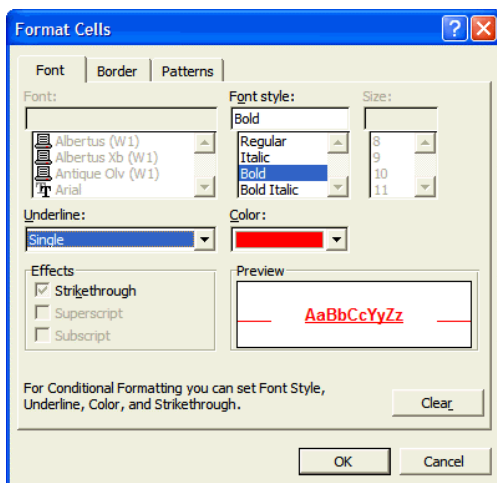 Format Cells
Font Border Patterns
Font: Font style: Size:
Bold
Albertus (W1) Regular 8
Albertus Xb (W1) Italic 9
Antique Olv (W1) Bold 10
Arial Bold Italic 11
Underline: Color:
Single
Effects Preview
Strikethrough
Superscript AaBbCcYyZz
Subscript
For Conditional Formatting you can set Font Style,
Underline, Color, and Strikethrough.
Clear
OK Cancel